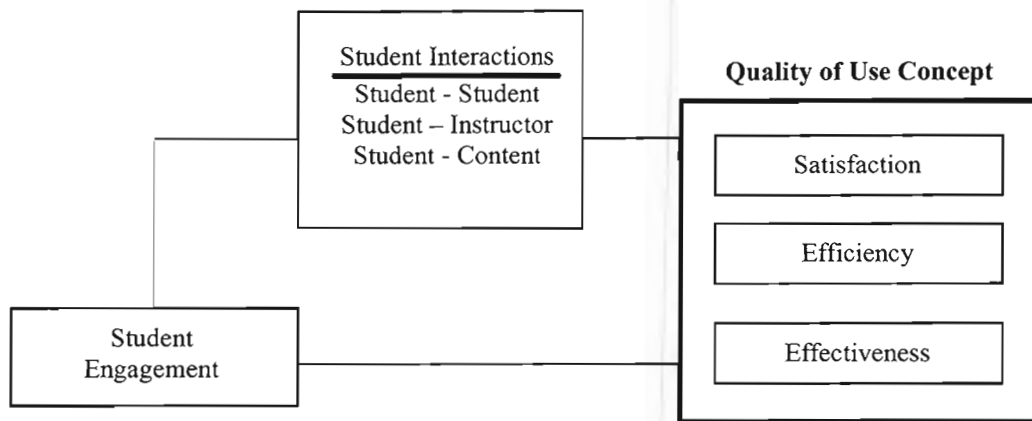 Student Interactions
Student - Student
Student – Instructor
Student - Content
Quality of Use Concept
Satisfaction
Efficiency
Effectiveness
Student
Engagement